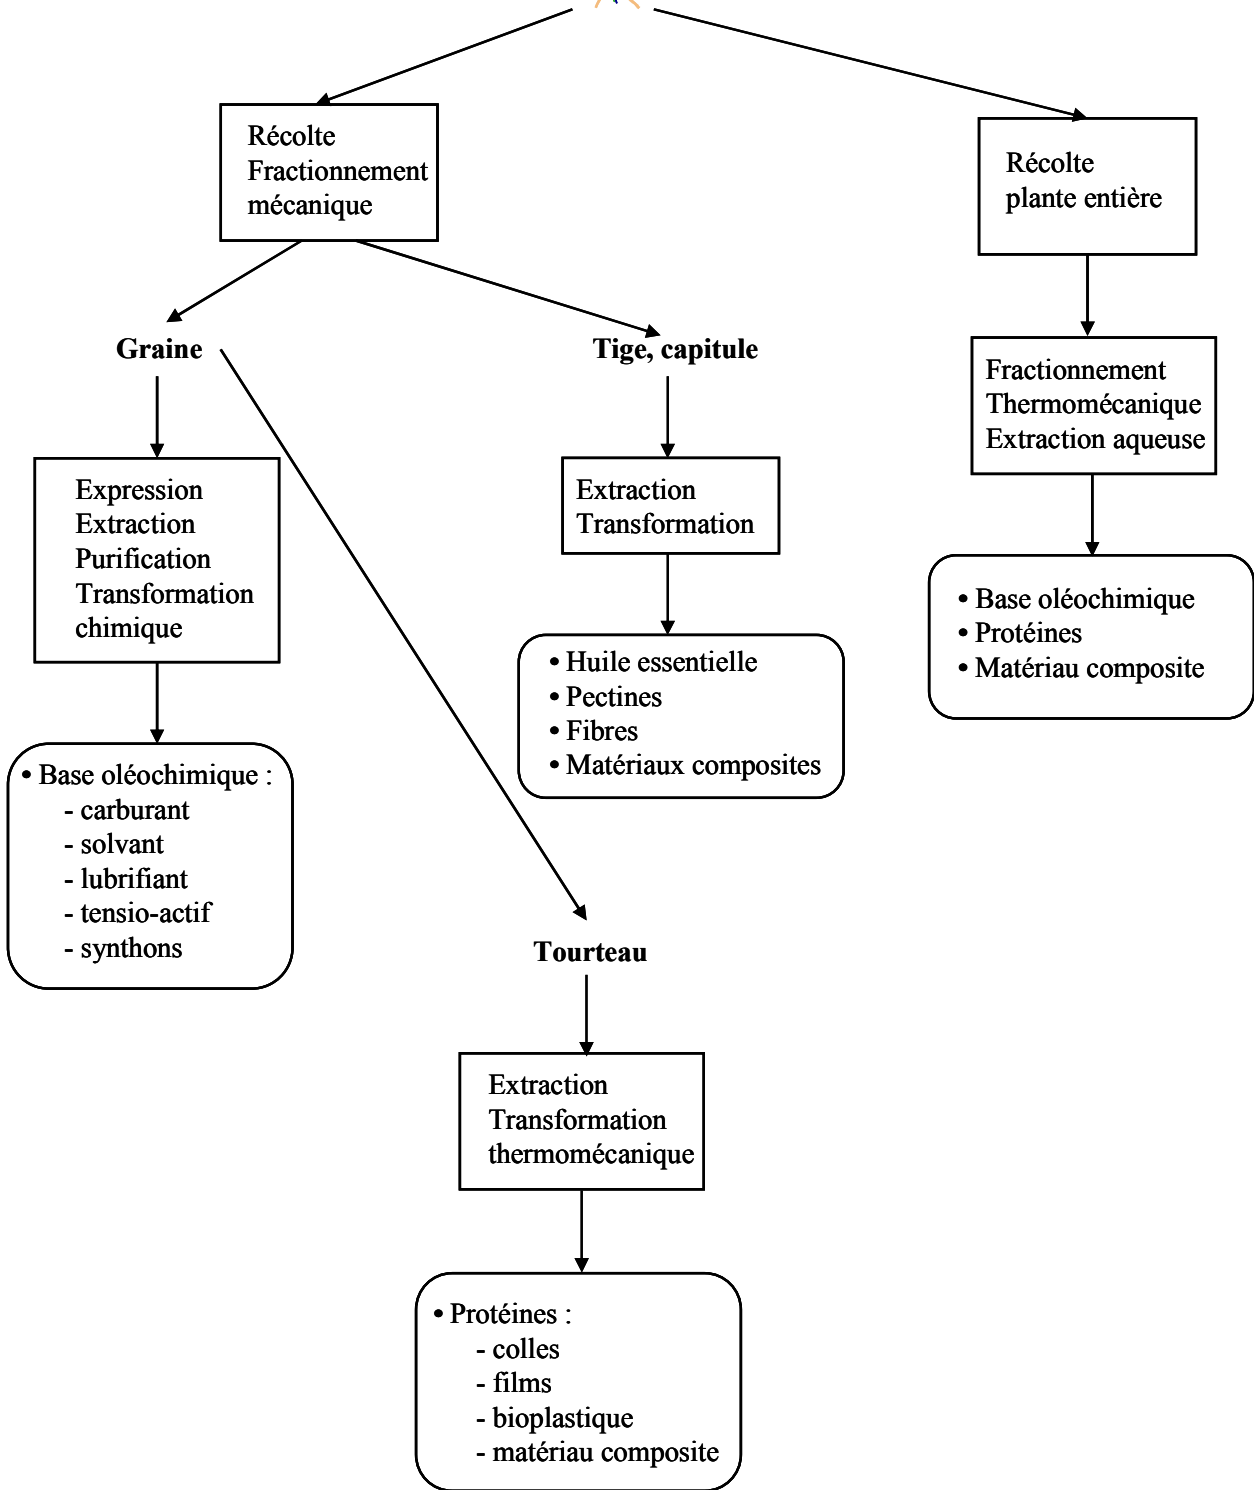 Récolte
Fractionnement
mécanique
Récolte
plante entière
Graine
Tige, capitule
Fractionnement
Thermomécanique
Extraction aqueuse
Expression
Extraction
Purification
Transformation
chimique
Extraction
Transformation
• Base oléochimique
• Protéines
• Matériau composite
• Huile essentielle
• Pectines
• Fibres
• Matériaux composites
• Base oléochimique :
- carburant
- solvant
- lubrifiant
- tensio-actif
- synthons
Tourteau
Extraction
Transformation
thermomécanique
• Protéines :
- colles
- films
- bioplastique
- matériau composite